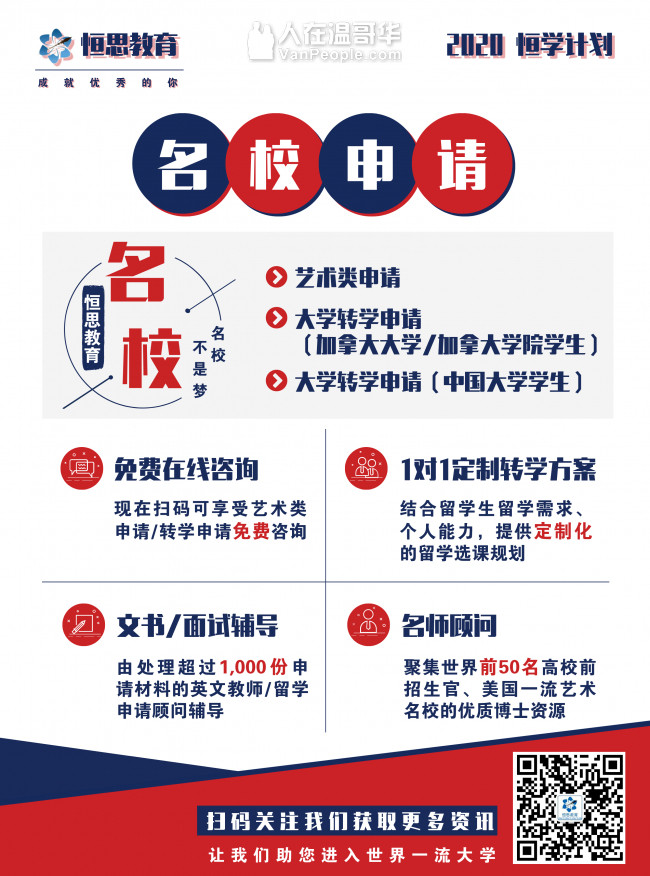 恒思教育
成就优秀的你
人在温哥华
VanPeople.com
2020 恒学计划
名校申请
名校
恒思教育
名校
不是梦
艺术类申请
大学转学申请
（加拿大大学/加拿大学院学生）
大学转学申请（中国大学学生）
免费在线咨询
现在扫码可享受艺术类
申请/转学申请免费咨询
1对1定制转学方案
结合留学生留学需求、
个人能力，提供定制化
的留学选课规划
文书/面试辅导
由处理超过1,000份申
请材料的英文教师/留学
申请顾问辅导
名师顾问
聚集世界前50名高校前
招生官、美国一流艺术
名校的优质博士资源
扫码关注我们获取更多资讯
让我们助您进入世界一流大学